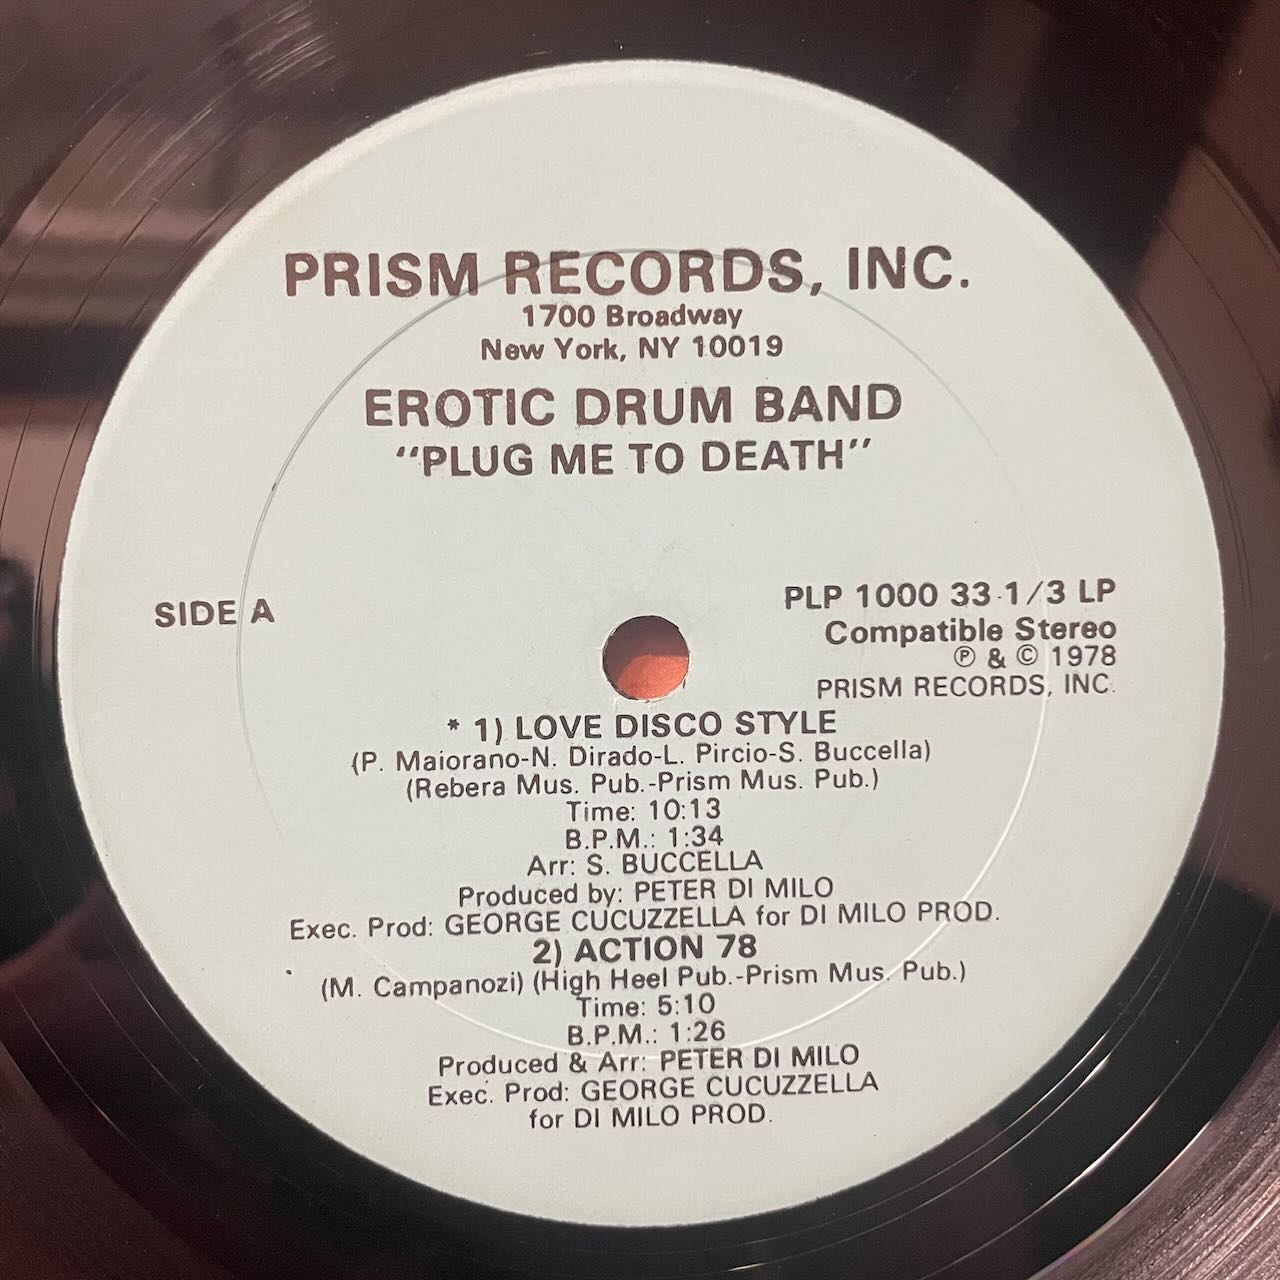 PRISM RECORDS, INC.
1700 Broadway
New York, NY 10019
EROTIC DRUM BAND
"PLUG ME TO DEATH"
SIDE A
PLP 1000 33 1/3 LP
Compatible Stereo
℗ & © 1978
PRISM RECORDS, INC.
* 1) LOVE DISCO STYLE
(P. Maiorano-N. Dirado-L. Pircio-S. Buccella)
(Rebera Mus. Pub.-Prism Mus. Pub.)
Time: 10:13
B.P.M.: 1:34
Arr: S. BUCCELLA
Produced by: PETER DI MILO
Exec. Prod: GEORGE CUCUZZELLA for DI MILO PROD.
2) ACTION 78
(M. Campanozi) (High Heel Pub.-Prism Mus. Pub.)
Time: 5:10
B.P.M.: 1:26
Produced & Arr: PETER DI MILO
Exec. Prod: GEORGE CUCUZZELLA
for DI MILO PROD.